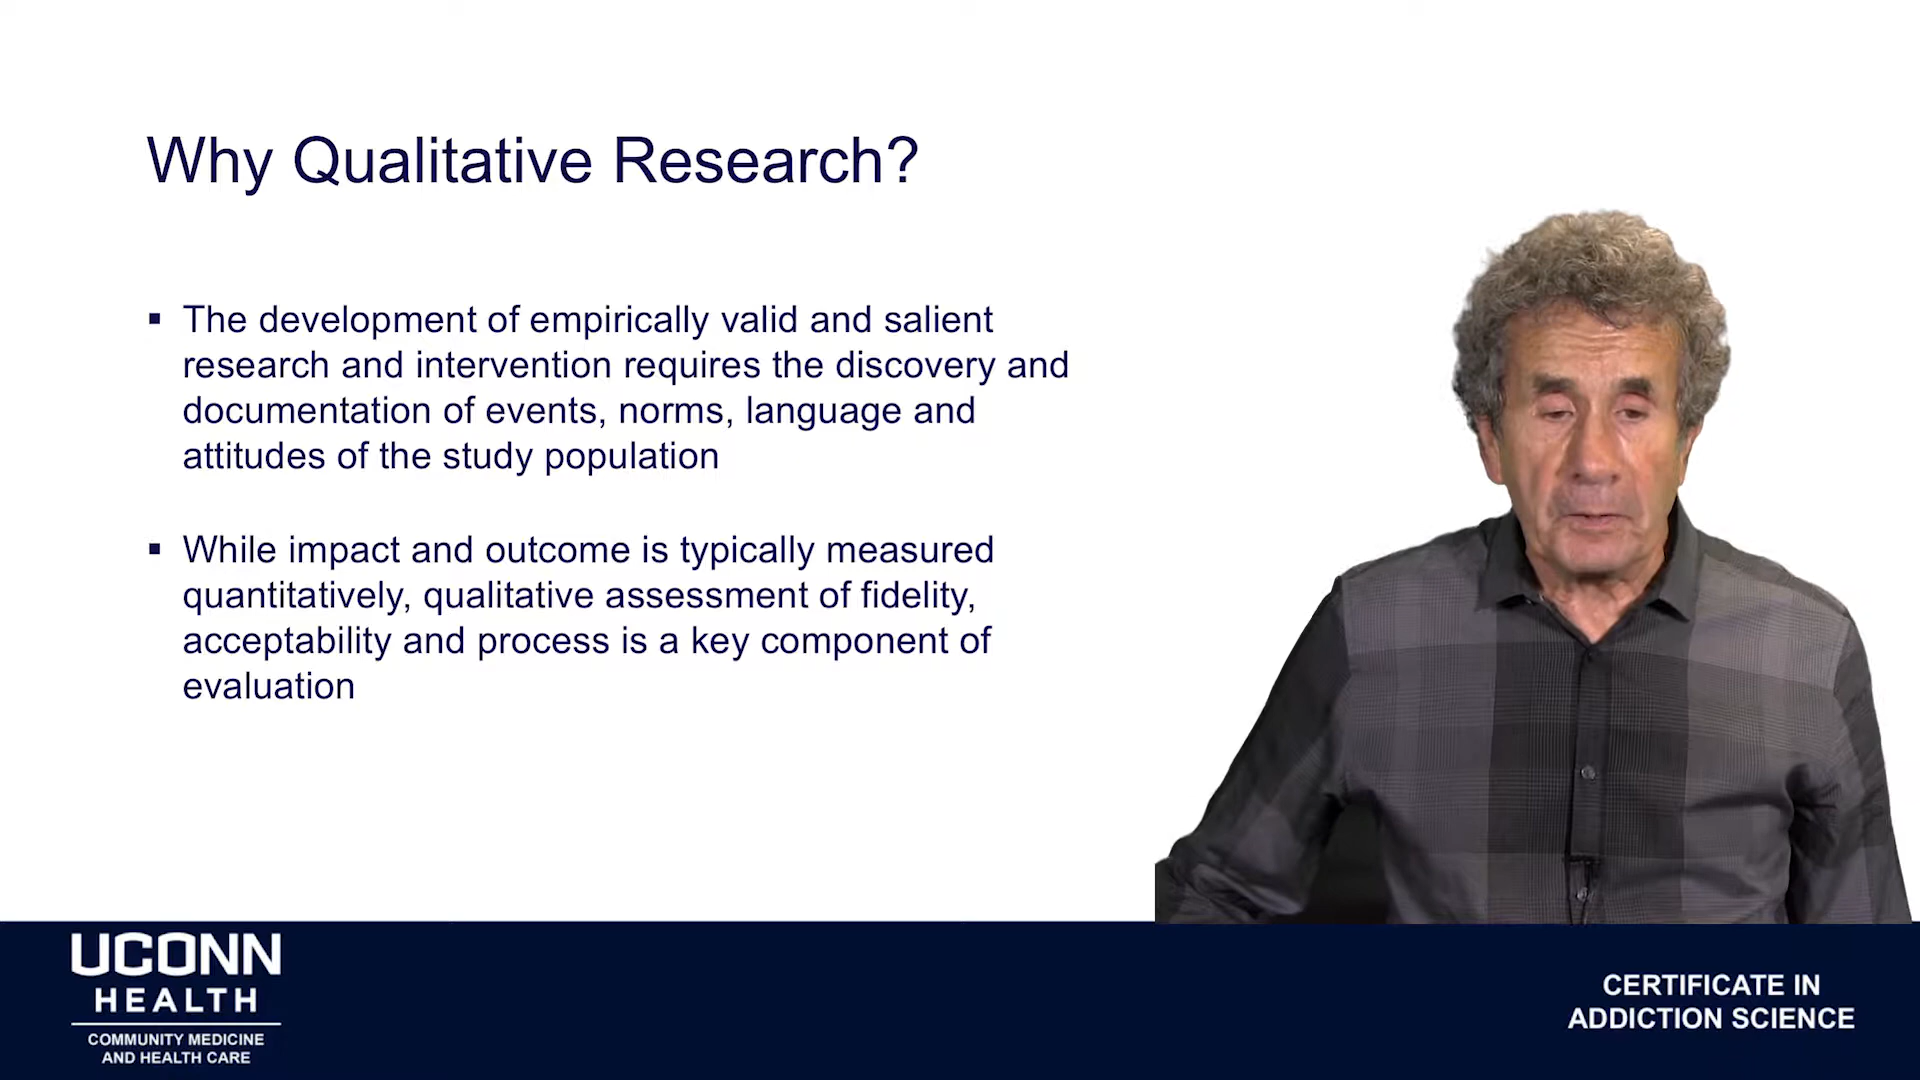 Why Qualitative Research?
▪ The development of empirically valid and salient
research and intervention requires the discovery and
documentation of events, norms, language and
attitudes of the study population
▪ While impact and outcome is typically measured
quantitatively, qualitative assessment of fidelity,
acceptability and process is a key component of
evaluation
UCONN
HEALTH
COMMUNITY MEDICINE
AND HEALTH CARE
CERTIFICATE IN
ADDICTION SCIENCE